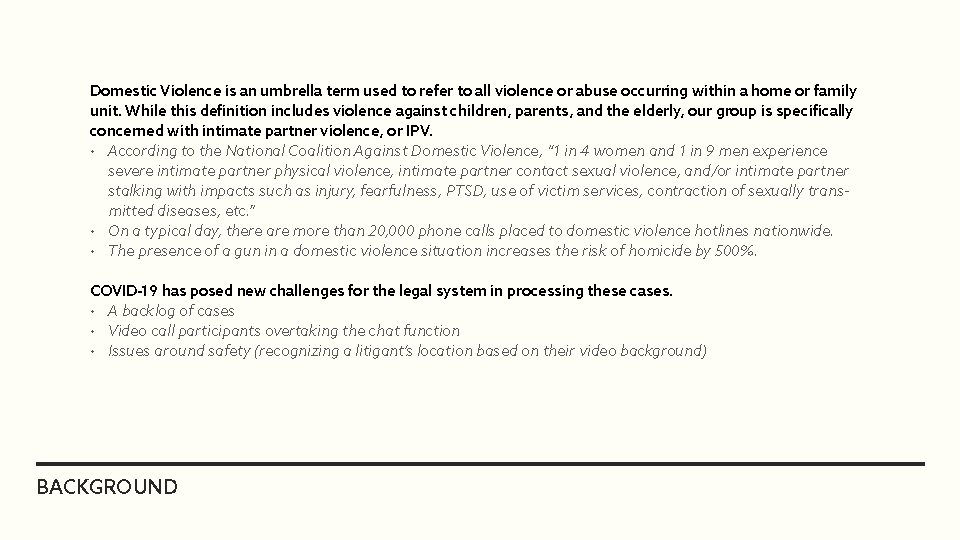 Domestic Violence is an umbrella term used to refer to all violence or abuse occurring within a home or family
unit. While this definition includes violence against children, parents, and the elderly, our group is specifically
concerned with intimate partner violence, or IPV.
• According to the National Coalition Against Domestic Violence, “1 in 4 women and 1 in 9 men experience
severe intimate partner physical violence, intimate partner contact sexual violence, and/or intimate partner
stalking with impacts such as injury, fearfulness, PTSD, use of victim services, contraction of sexually trans-
mitted diseases, etc.”
• On a typical day, there are more than 20,000 phone calls placed to domestic violence hotlines nationwide.
• The presence of a gun in a domestic violence situation increases the risk of homicide by 500%.
COVID-19 has posed new challenges for the legal system in processing these cases.
• A backlog of cases
• Video call participants overtaking the chat function
• Issues around safety (recognizing a litigant’s location based on their video background)
BACKGROUND